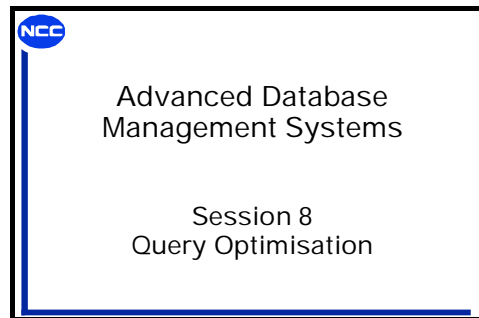 NCC
Advanced Database
Management Systems
Session 8
Query Optimisation